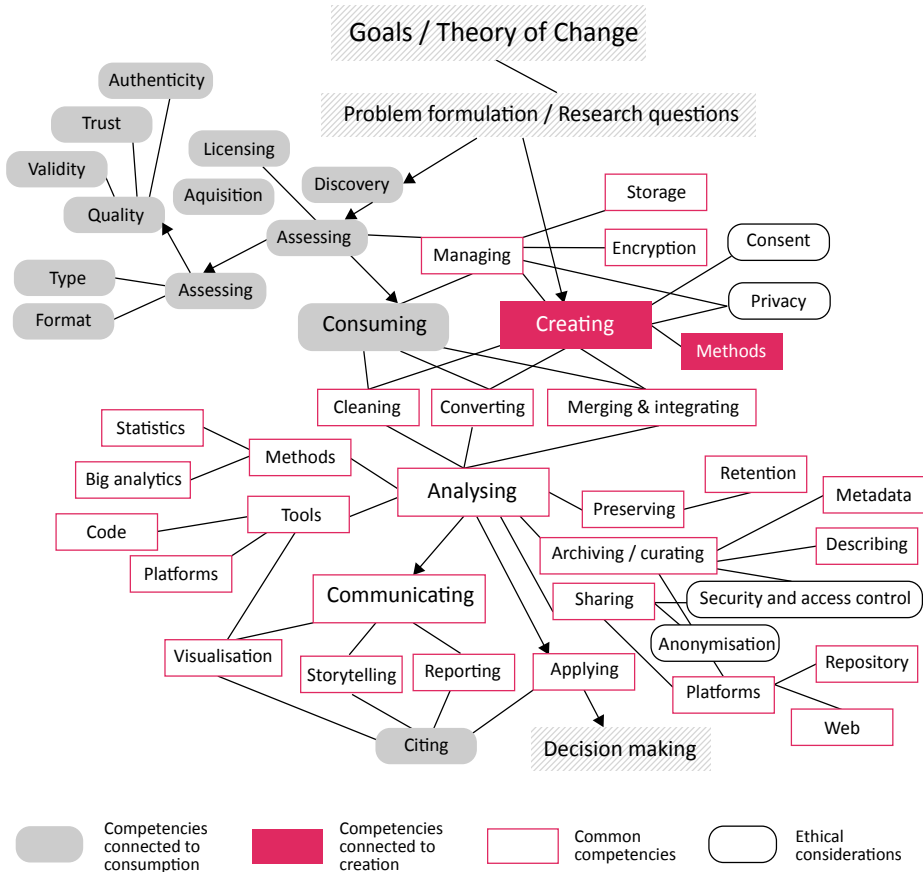 Goals / Theory of Change
Authenticity
Problem formulation / Research questions
Trust
Licensing
Validity
Discovery
Aquisition
Storage
Quality
Assessing
Consent
Managing
Encryption
Type
Assessing
Privacy
Format
Consuming
Creating
Methods
Cleaning
Converting
Merging & integrating
Statistics
Methods
Big analytics
Analysing
Retention
Metadata
Preserving
Tools
Code
Archiving / curating
Describing
Platforms
Communicating
Sharing
Security and access control
Anonymisation
Visualisation
Storytelling
Reporting
Applying
Repository
Platforms
Web
Citing
Decision making
Competencies
connected to
consumption
Competencies
connected to
creation
Common
competencies
Ethical
considerations